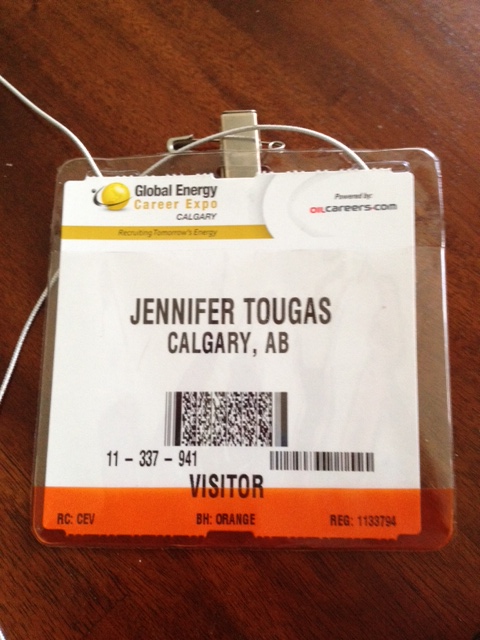 Global Energy
Career Expo
CALGARY
Recruiting Tomorrow's Energy
Powered by:
OILcareers.com
JENNIFER TOUGAS
CALGARY, AB
11 - 337 - 941
VISITOR
RC: CEV
BH: ORANGE
REG: 1133794